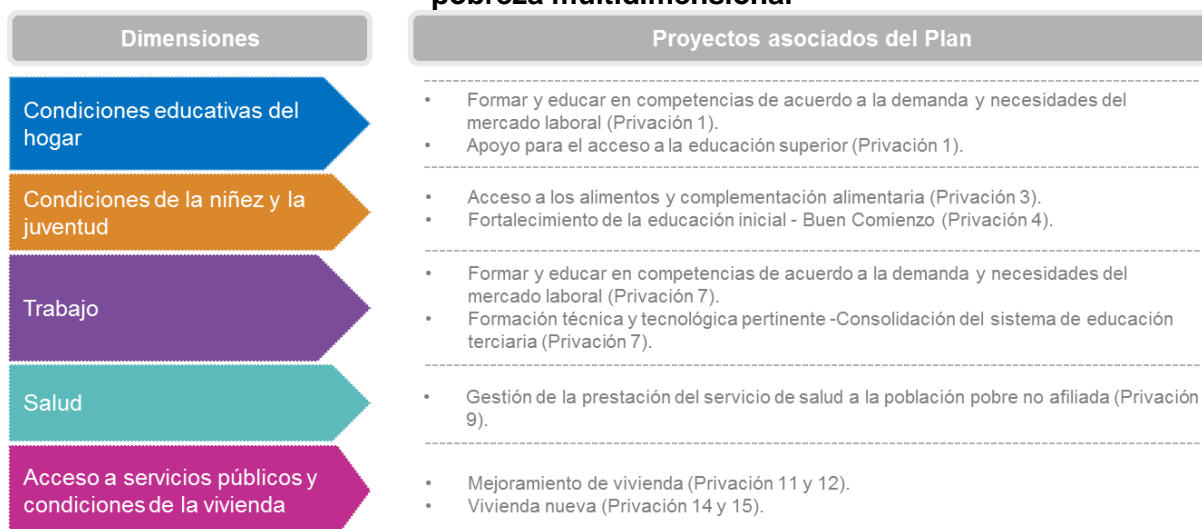 pobreza multidimensional
Dimensiones
Proyectos asociados del Plan
Condiciones educativas del
hogar
• Formar y educar en competencias de acuerdo a la demanda y necesidades del
mercado laboral (Privación 1).
• Apoyo para el acceso a la educación superior (Privación 1).
Condiciones de la niñez y la
juventud
• Acceso a los alimentos y complementación alimentaria (Privación 3).
• Fortalecimiento de la educación inicial - Buen Comienzo (Privación 4).
Trabajo
• Formar y educar en competencias de acuerdo a la demanda y necesidades del
mercado laboral (Privación 7).
• Formación técnica y tecnológica pertinente -Consolidación del sistema de educación
terciaria (Privación 7).
Salud
• Gestión de la prestación del servicio de salud a la población pobre no afiliada (Privación
9).
Acceso a servicios públicos y
condiciones de la vivienda
• Mejoramiento de vivienda (Privación 11 y 12).
• Vivienda nueva (Privación 14 y 15).